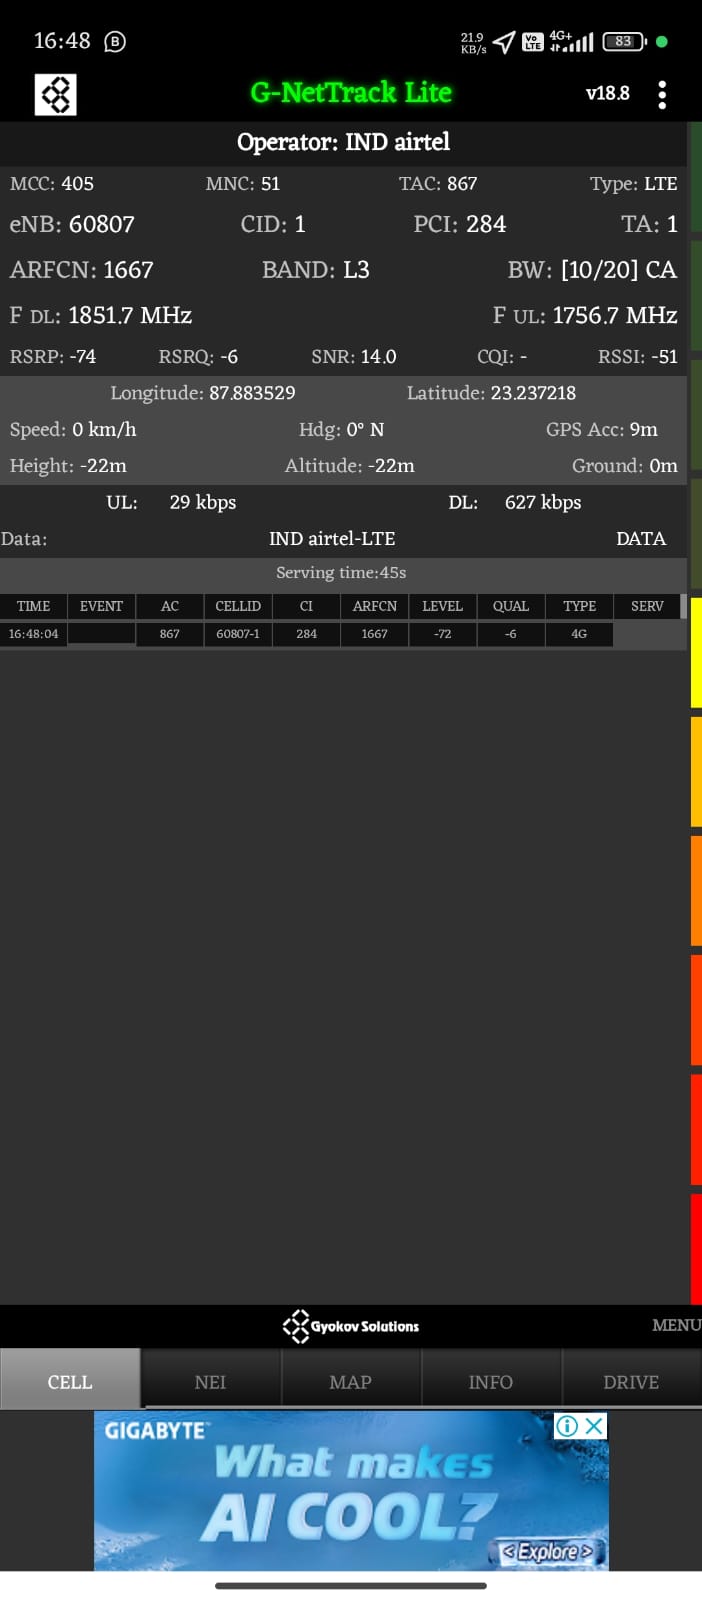 16:48 B 21.9 KB/s Vo LTE 4G+ 83
G-NetTrack Lite v18.8
Operator: IND airtel
MCC: 405 MNC: 51 TAC: 867 Type: LTE
eNB: 60807 CID: 1 PCI: 284 TA: 1
ARFCN: 1667 BAND: L3 BW: [10/20] CA
F DL: 1851.7 MHz F UL: 1756.7 MHz
RSRP: -74 RSRQ: -6 SNR: 14.0 CQI: - RSSI: -51
Longitude: 87.883529 Latitude: 23.237218
Speed: 0 km/h Hdg: 0° N GPS Acc: 9m
Height: -22m Altitude: -22m Ground: 0m
UL: 29 kbps DL: 627 kbps
Data: IND airtel-LTE DATA
Serving time:45s
TIME EVENT AC CELLID CI ARFCN LEVEL QUAL TYPE SERV
16:48:04 867 60807-1 284 1667 -72 -6 4G
Gyokov Solutions MENU
CELL NEI MAP INFO DRIVE
GIGABYTE™
What makes
AI COOL?
<Explore>